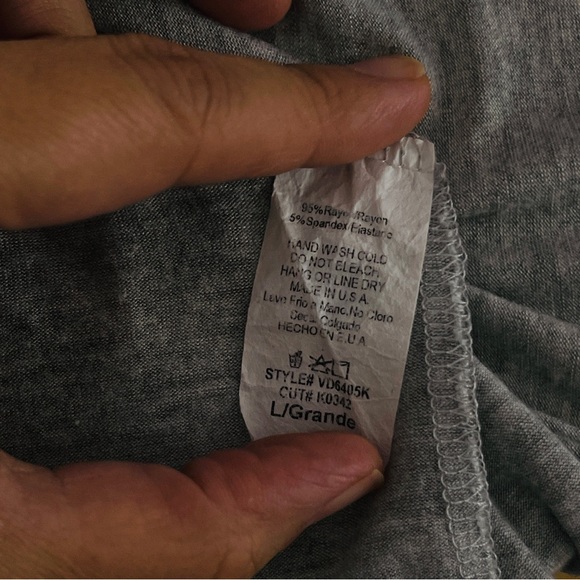 95% Rayon/Rayon
5% Spandex/Elastano
HAND WASH COLD
DO NOT BLEACH
HANG OR LINE DRY
MADE IN U.S.A.
Lave Frio a Mano, No Cloro
Seca Colgado
HECHO EN E.U.A
STYLE# VD6405K
CUT# K0342
L/Grande